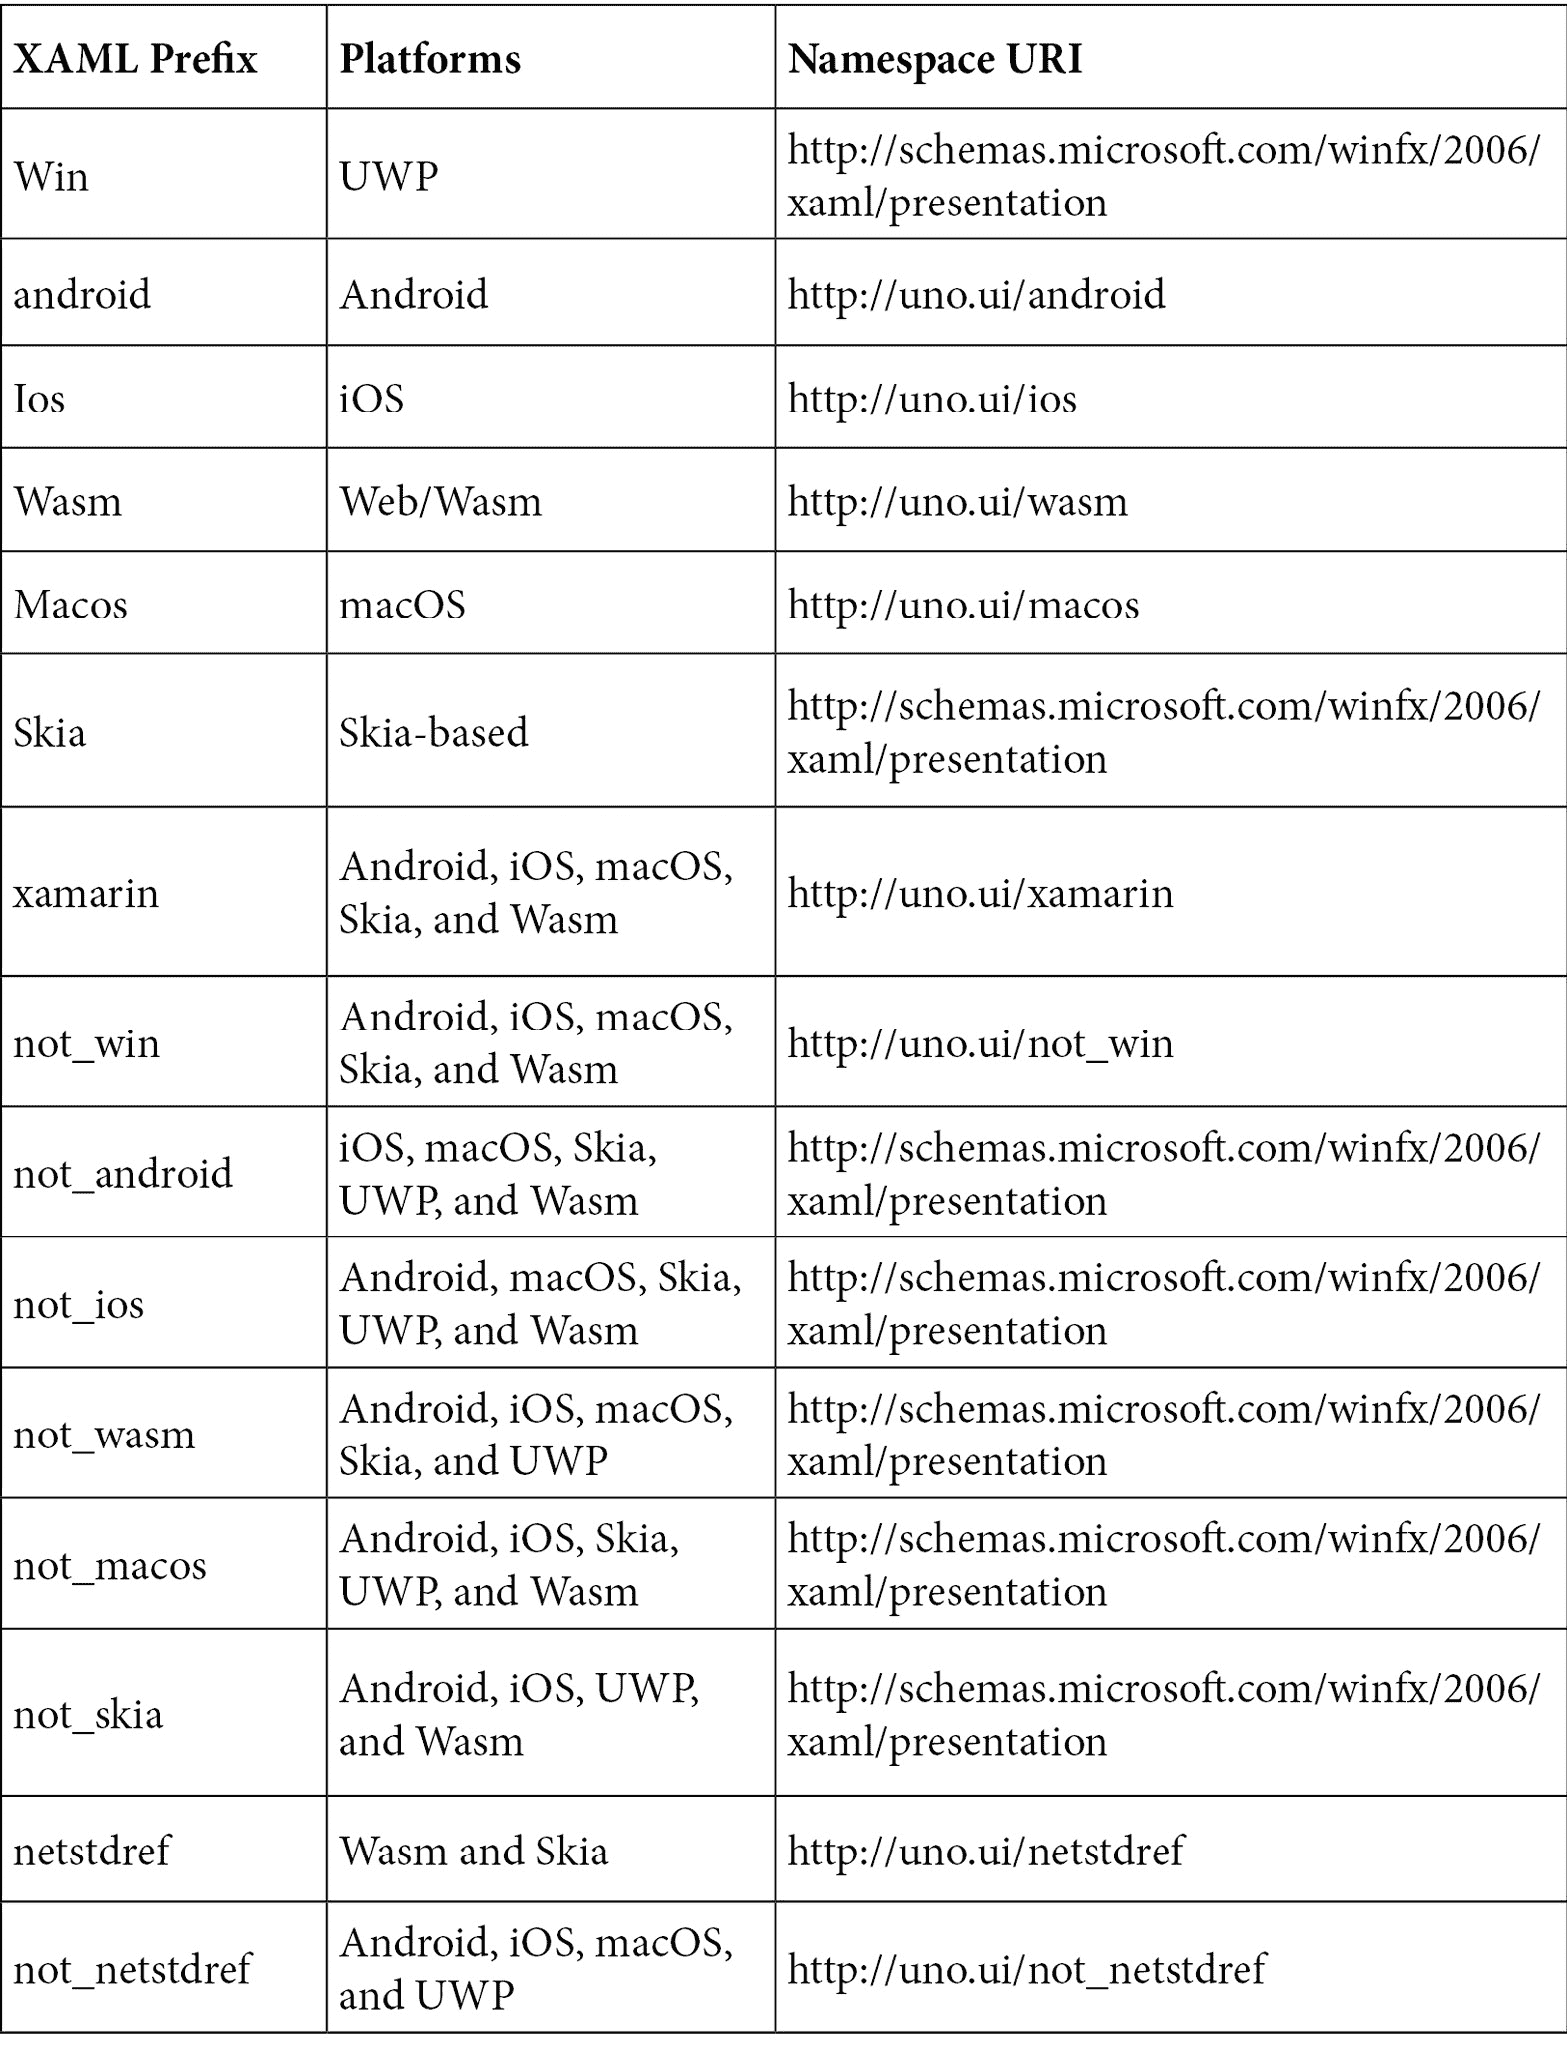 XAML Prefix Platforms Namespace URI
Win UWP http://schemas.microsoft.com/winfx/2006/
xaml/presentation
android Android http://uno.ui/android
Ios iOS http://uno.ui/ios
Wasm Web/Wasm http://uno.ui/wasm
Macos macOS http://uno.ui/macos
Skia Skia-based http://schemas.microsoft.com/winfx/2006/
xaml/presentation
xamarin Android, iOS, macOS,
Skia, and Wasm http://uno.ui/xamarin
not_win Android, iOS, macOS,
Skia, and Wasm http://uno.ui/not_win
not_android iOS, macOS, Skia,
UWP, and Wasm http://schemas.microsoft.com/winfx/2006/
xaml/presentation
not_ios Android, macOS, Skia,
UWP, and Wasm http://schemas.microsoft.com/winfx/2006/
xaml/presentation
not_wasm Android, iOS, macOS,
Skia, and UWP http://schemas.microsoft.com/winfx/2006/
xaml/presentation
not_macos Android, iOS, Skia,
UWP, and Wasm http://schemas.microsoft.com/winfx/2006/
xaml/presentation
not_skia Android, iOS, UWP,
and Wasm http://schemas.microsoft.com/winfx/2006/
xaml/presentation
netstdref Wasm and Skia http://uno.ui/netstdref
not_netstdref Android, iOS, macOS,
and UWP http://uno.ui/not_netstdref